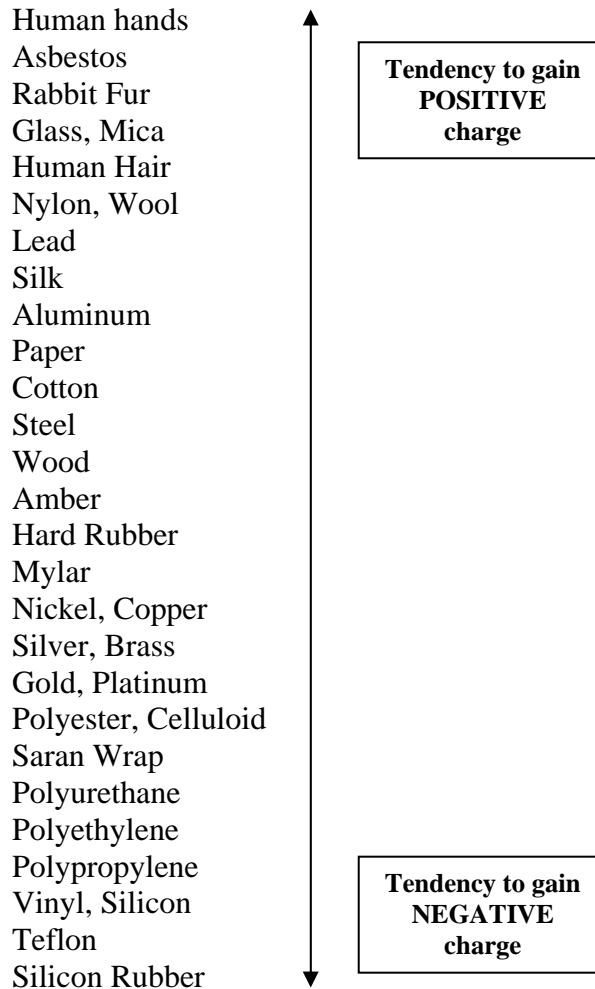 Human hands
Asbestos
Rabbit Fur
Glass, Mica
Human Hair
Nylon, Wool
Lead
Silk
Aluminum
Paper
Cotton
Steel
Wood
Amber
Hard Rubber
Mylar
Nickel, Copper
Silver, Brass
Gold, Platinum
Polyester, Celluloid
Saran Wrap
Polyurethane
Polyethylene
Polypropylene
Vinyl, Silicon
Teflon
Silicon Rubber
Tendency to gain
POSITIVE
charge
Tendency to gain
NEGATIVE
charge